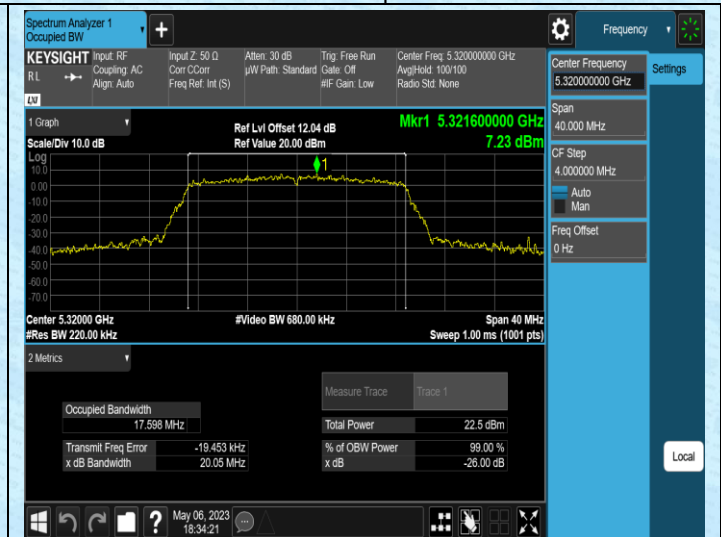 Spectrum Analyzer 1
Occupied BW
+
Frequency
KEYSIGHT
R L
LXI
Input: RF
Coupling: AC
Align: Auto
Input Z: 50 Ω
Corr CCorr
Freq Ref: Int (S)
Atten: 30 dB
µW Path: Standard
Trig: Free Run
Gate: Off
#IF Gain: Low
Center Freq: 5.320000000 GHz
Avg|Hold: 100/100
Radio Std: None
Center Frequency
5.320000000 GHz
Settings
Span
40.000 MHz
CF Step
4.000000 MHz
Auto
Man
Freq Offset
0 Hz
1 Graph
Scale/Div 10.0 dB
Ref Lvl Offset 12.04 dB
Ref Value 20.00 dBm
Mkr1 5.321600000 GHz
7.23 dBm
Log
10.0
0.00
-10.0
-20.0
-30.0
-40.0
-50.0
-60.0
-70.0
1
Center 5.32000 GHz
#Video BW 680.00 kHz
Span 40 MHz
#Res BW 220.00 kHz
Sweep 1.00 ms (1001 pts)
2 Metrics
Measure Trace
Trace 1
Occupied Bandwidth
17.598 MHz
Total Power
22.5 dBm
Transmit Freq Error
-19.453 kHz
% of OBW Power
99.00 %
x dB Bandwidth
20.05 MHz
x dB
-26.00 dB
Local
?
May 06, 2023
18:34:21